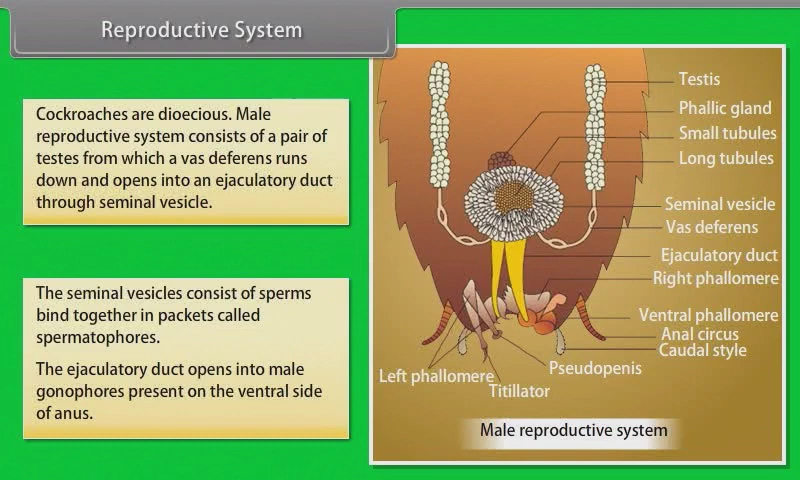 Reproductive System
Cockroaches are dioecious. Male
reproductive system consists of a pair of
testes from which a vas deferens runs
down and opens into an ejaculatory duct
through seminal vesicle.
The seminal vesicles consist of sperms
bind together in packets called
spermatophores.
The ejaculatory duct opens into male
gonophores present on the ventral side
of anus.
Testis
Phallic gland
Small tubules
Long tubules
Seminal vesicle
Vas deferens
Ejaculatory duct
Right phallomere
Ventral phallomere
Anal circus
Caudal style
Pseudopenis
Left phallomere
Titillator
Male reproductive system